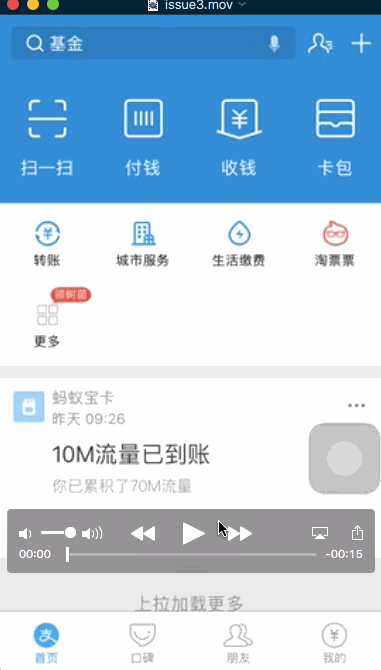 issue3.mov
基金
扫一扫 付钱 收钱 卡包
转账 城市服务 生活缴费 淘票票
领树苗
更多
蚂蚁宝卡
昨天 09:26
10M流量已到账
你已累积了70M流量
00:00 -00:15
上拉加载更多
首页 口碑 朋友 我的